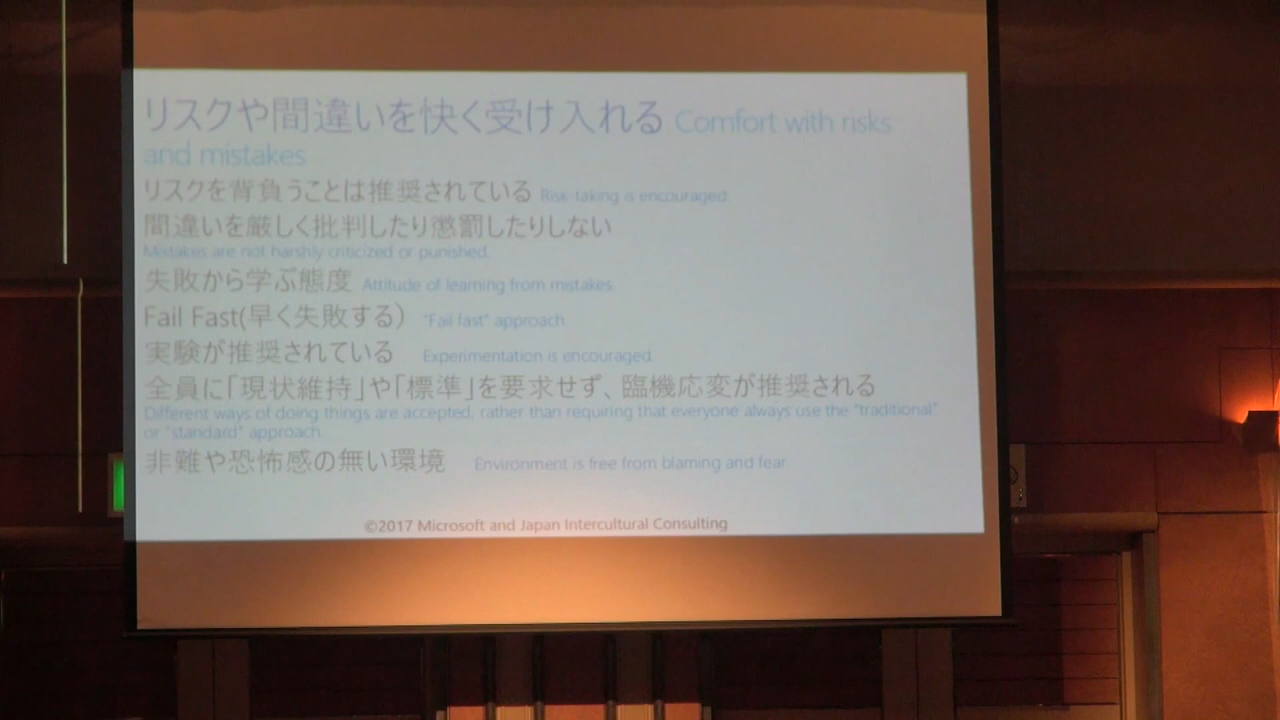 リスクや間違いを快く受け入れる Comfort with risks
and mistakes
リスクを背負うことは推奨されている Risk-taking is encouraged.
間違いを厳しく批判したり懲罰したりしない
Mistakes are not harshly criticized or punished.
失敗から学ぶ態度 Attitude of learning from mistakes.
Fail Fast(早く失敗する） "Fail fast" approach
実験が推奨されている Experimentation is encouraged.
全員に「現状維持」や「標準」を要求せず、臨機応変が推奨される
Different ways of doing things are accepted, rather than requiring that everyone always use the "traditional"
or "standard" approach.
非難や恐怖感の無い環境 Environment is free from blaming and fear.
©2017 Microsoft and Japan Intercultural Consulting